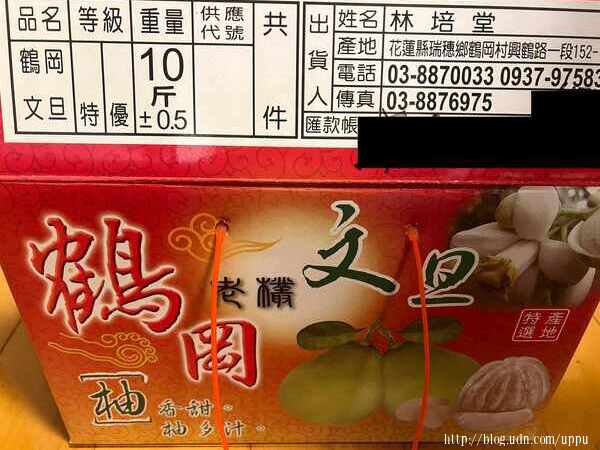 品名 等級 重量 供應代號 共 件
鶴岡文旦 特優 10斤±0.5
出貨人
姓名 林培堂
產地 花蓮縣瑞穗鄉鶴岡村興鶴路一段152-
電話 03-8870033 0937-97583
傳真 03-8876975
匯款帳
鶴岡
老欉
文旦
產地特選
[柚]
香甜。
柚多汁。
http://blog.udn.com/uppu